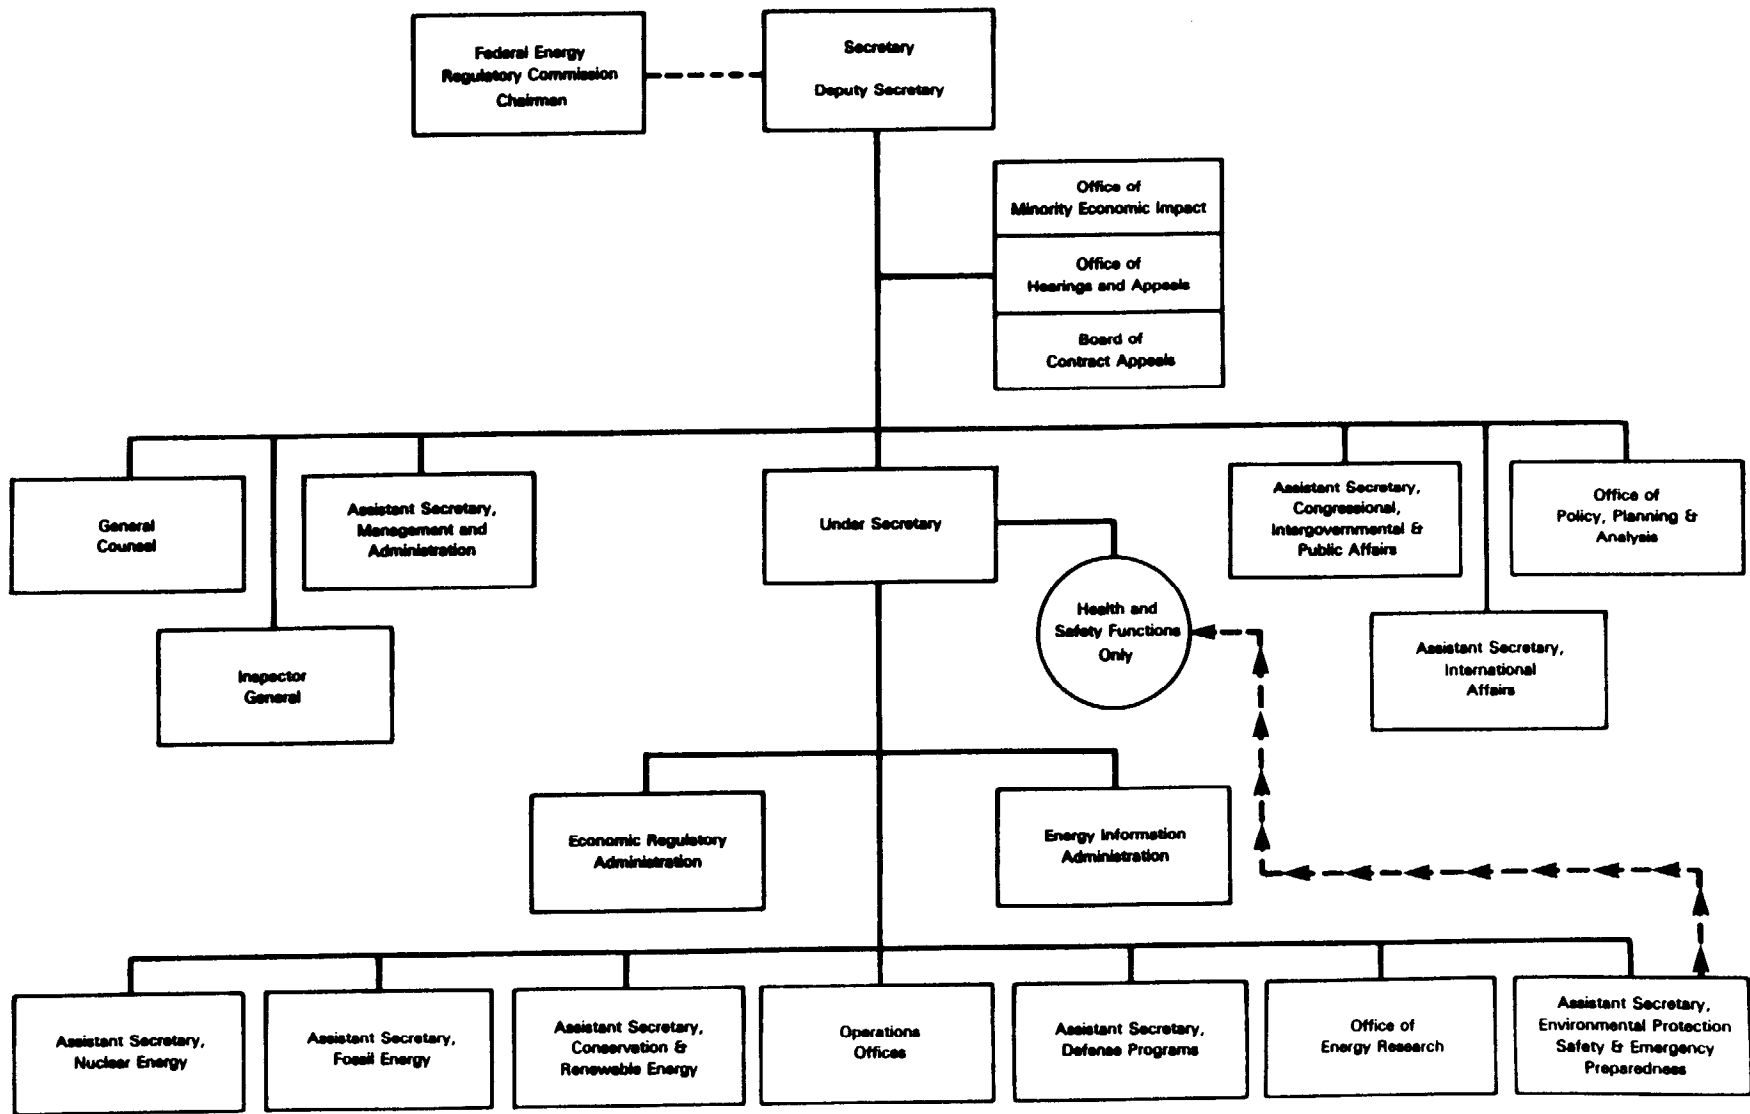 Federal Energy
Regulatory Commission
Chairman
Secretary
Deputy Secretary
Office of
Minority Economic Impact
Office of
Hearings and Appeals
Board of
Contract Appeals
General
Counsel
Assistant Secretary,
Management and
Administration
Under Secretary
Assistant Secretary,
Congressional,
Intergovernmental &
Public Affairs
Office of
Policy, Planning &
Analysis
Inspector
General
Health and
Safety Functions
Only
Assistant Secretary,
International
Affairs
Economic Regulatory
Administration
Energy Information
Administration
Assistant Secretary,
Nuclear Energy
Assistant Secretary,
Fossil Energy
Assistant Secretary,
Conservation &
Renewable Energy
Operations
Offices
Assistant Secretary,
Defense Programs
Office of
Energy Research
Assistant Secretary,
Environmental Protection
Safety & Emergency
Preparedness